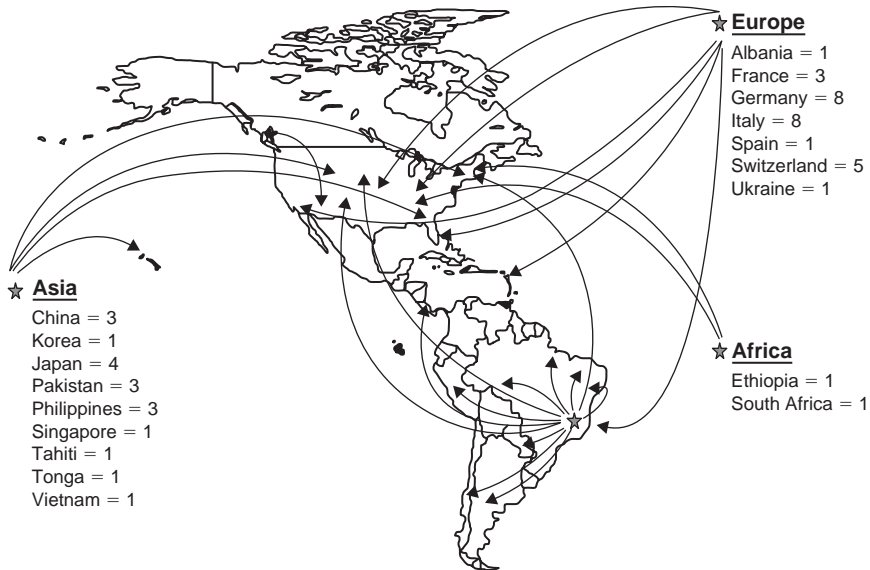 Europe
Albania = 1
France = 3
Germany = 8
Italy = 8
Spain = 1
Switzerland = 5
Ukraine = 1
Asia
China = 3
Korea = 1
Japan = 4
Pakistan = 3
Philippines = 3
Singapore = 1
Tahiti = 1
Tonga = 1
Vietnam = 1
Africa
Ethiopia = 1
South Africa = 1